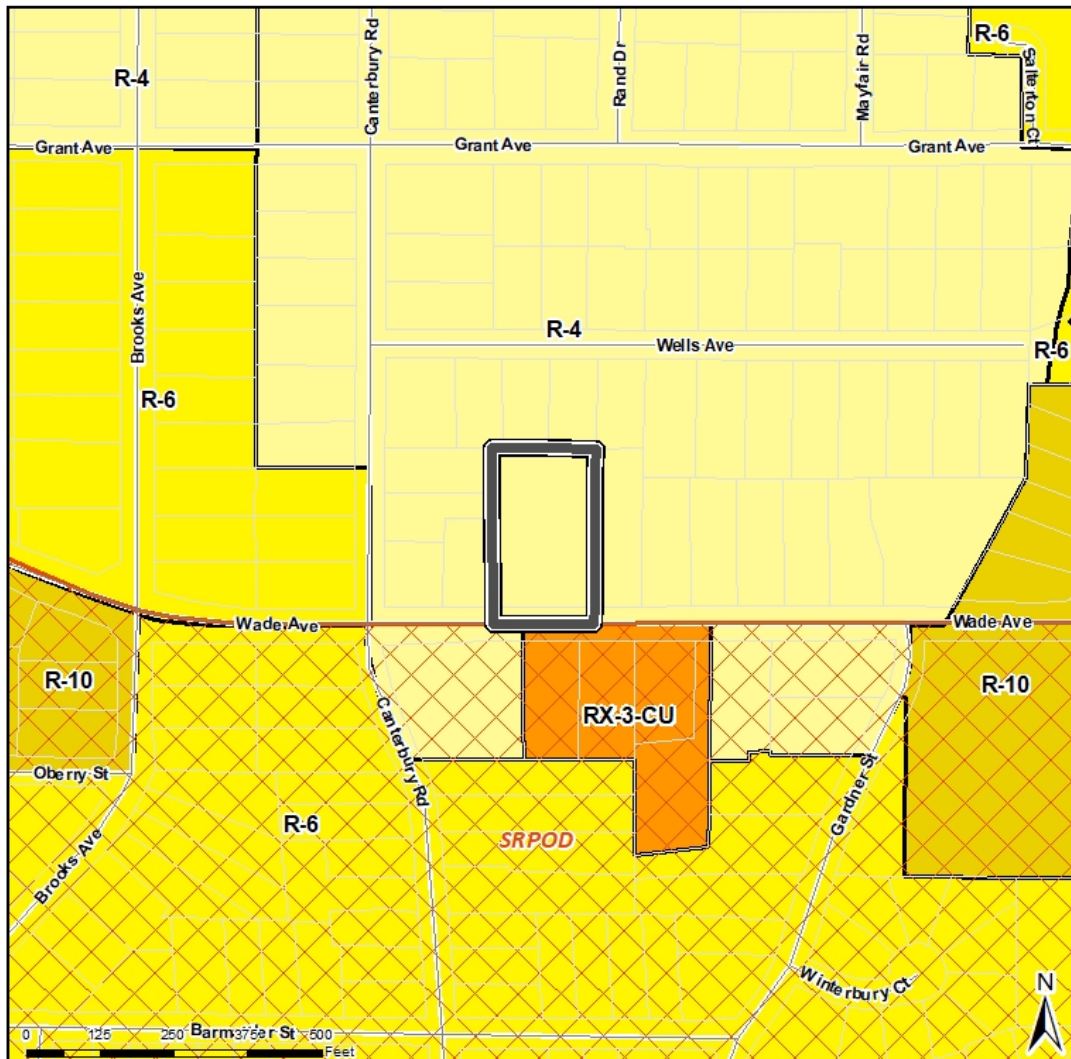 R-6
Salterton Ct
Canterbury Rd
Rand Dr
Mayfair Rd
R-4
Grant Ave
Grant Ave
Grant Ave
Brooks Ave
R-4
Wells Ave
R-6
R-6
Wade Ave
Wade Ave
R-10
R-10
RX-3-CU
Canterbury Rd
Oberry St
Gardner St
R-6
SRPOD
Brooks Ave
Winterbury Ct
N
0 125 250 375 500
Feet